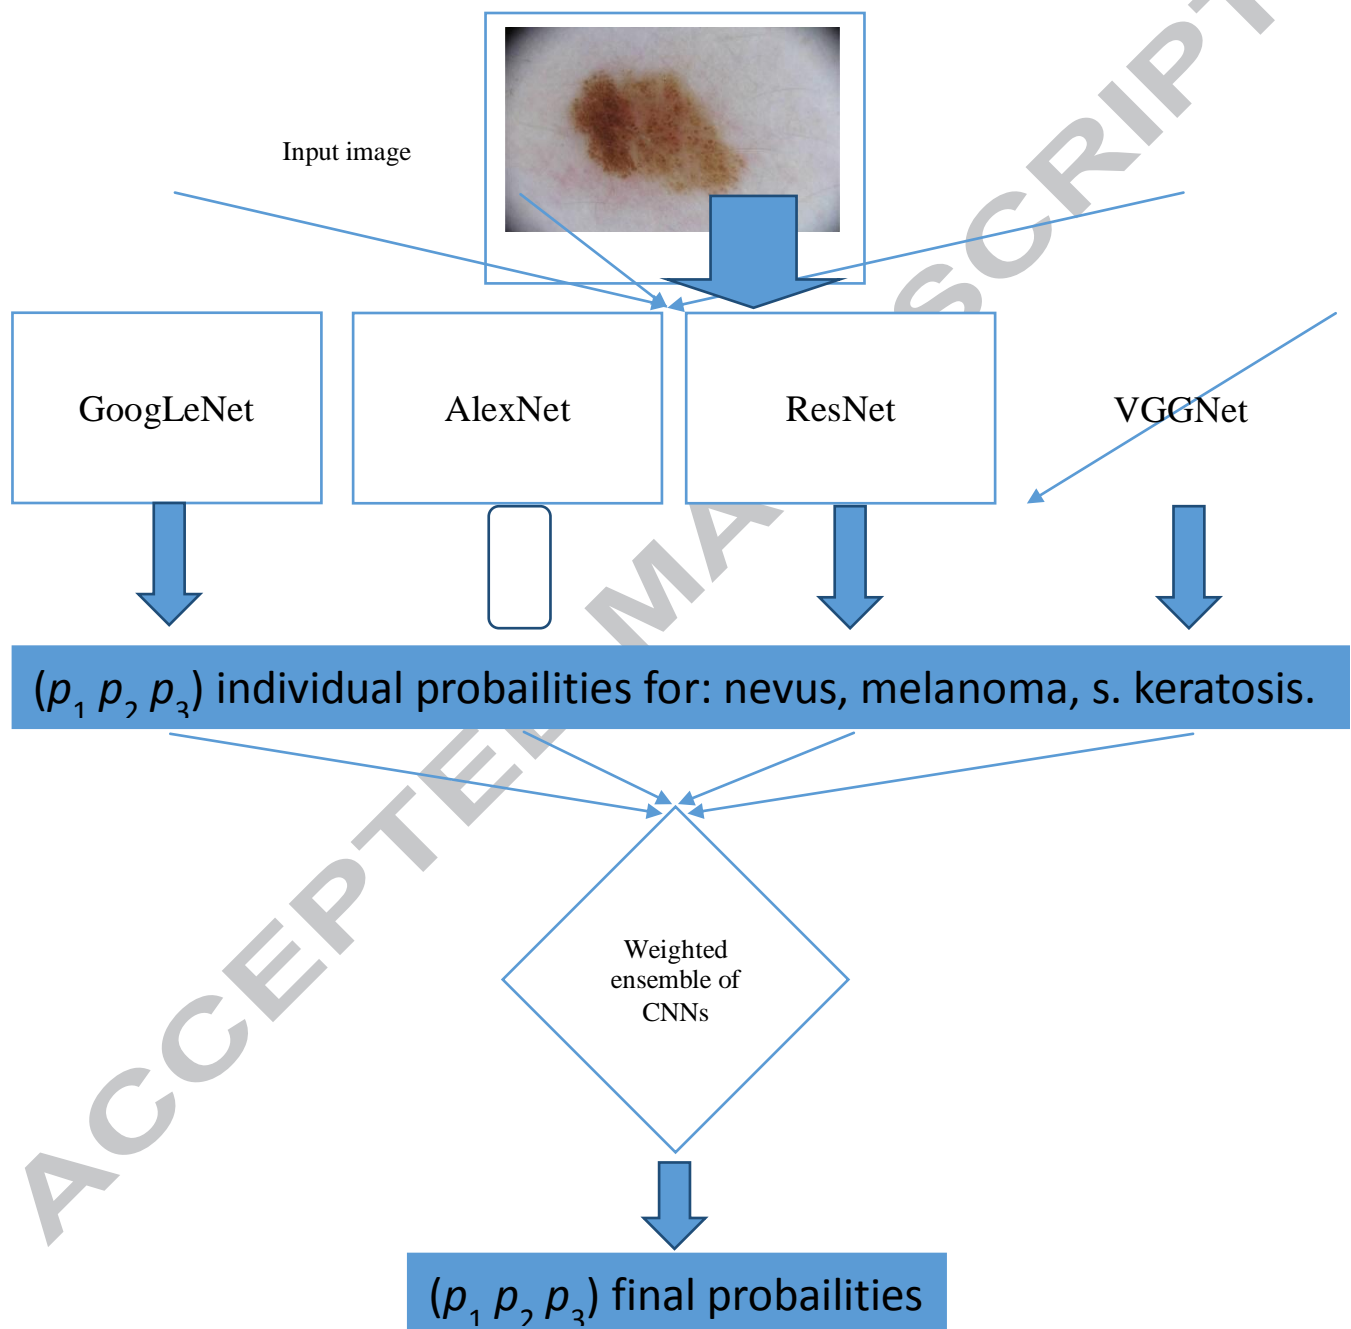 Input image
GoogLeNet
AlexNet
ResNet
VGGNet
(p1 p2 p3) individual probailities for: nevus, melanoma, s. keratosis.
Weighted
ensemble of
CNNs
(p1 p2 p3) final probailities
ACCEPTED MANUSCRIPT